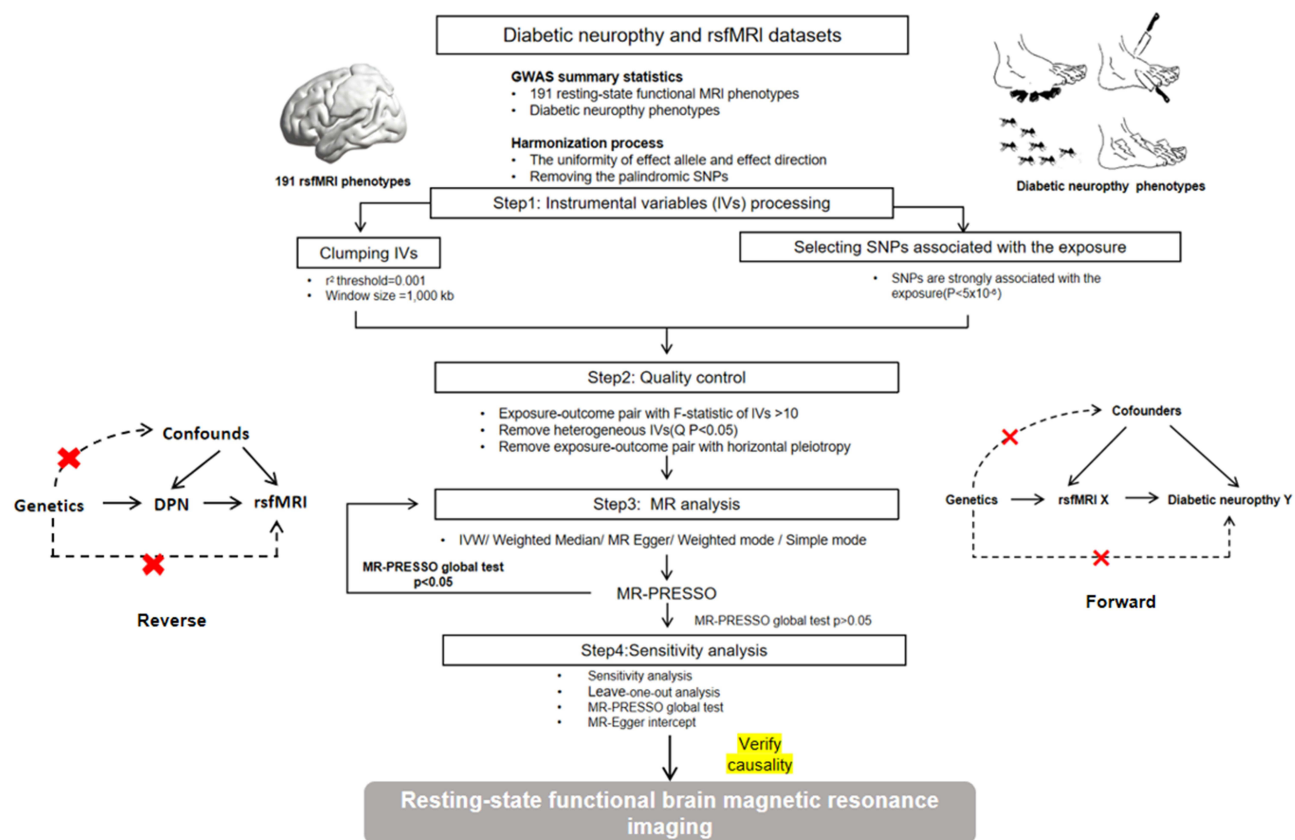 Diabetic neuropthy and rsfMRI datasets
GWAS summary statistics
• 191 resting-state functional MRI phenotypes
• Diabetic neuropthy phenotypes
Harmonization process
• The uniformity of effect allele and effect direction
• Removing the palindromic SNPs
191 rsfMRI phenotypes
Diabetic neuropthy phenotypes
Step1: Instrumental variables (IVs) processing
Clumping IVs
• r² threshold=0.001
• Window size =1,000 kb
Selecting SNPs associated with the exposure
• SNPs are strongly associated with the
exposure(P<5x10⁻⁶)
Step2: Quality control
• Exposure-outcome pair with F-statistic of IVs >10
• Remove heterogeneous IVs(Q P<0.05)
• Remove exposure-outcome pair with horizontal pleiotropy
Confounds
Genetics
DPN
rsfMRI
Reverse
Cofounders
Genetics
rsfMRI X
Diabetic neuropthy Y
Forward
Step3: MR analysis
• IVW/ Weighted Median/ MR Egger/ Weighted mode / Simple mode
MR-PRESSO global test
p<0.05
MR-PRESSO
MR-PRESSO global test p>0.05
Step4:Sensitivity analysis
• Sensitivity analysis
• Leave-one-out analysis
• MR-PRESSO global test
• MR-Egger intercept
Verify
causality
Resting-state functional brain magnetic resonance
imaging